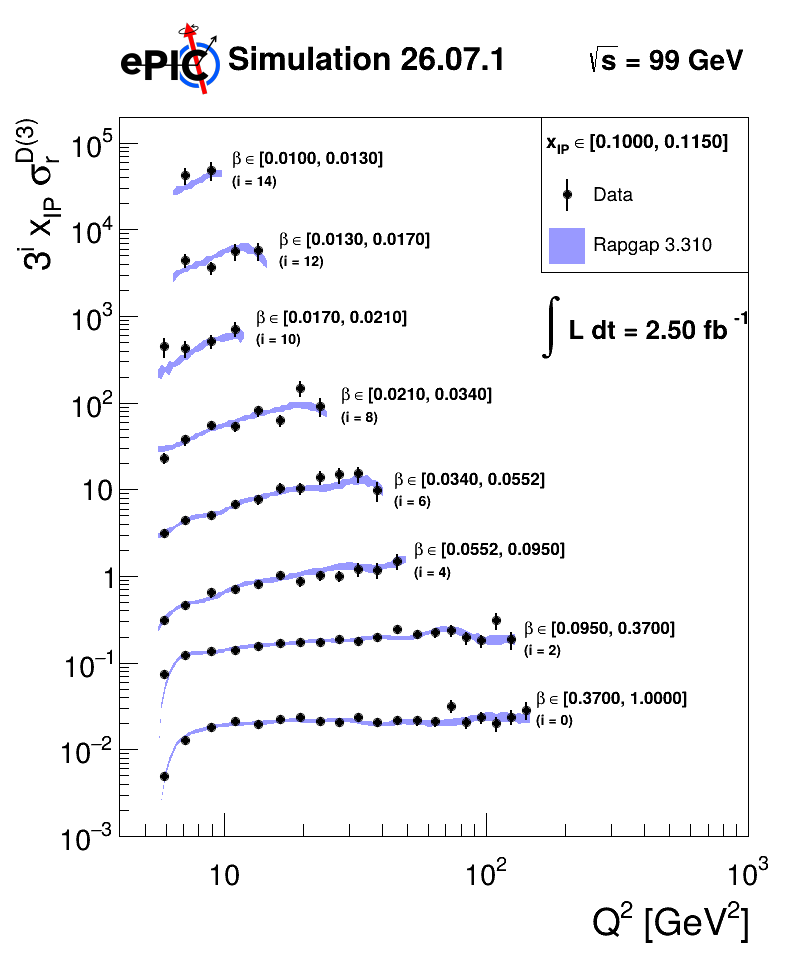 ePIC Simulation 26.07.1 √s = 99 GeV
3^i x_IP σ_r^D(3)
10^5
10^4
10^3
10^2
10
1
10^−1
10^−2
10^−3
x_IP ∈ [0.1000, 0.1150]
Data
Rapgap 3.310
∫ L dt = 2.50 fb^-1
β ∈ [0.0100, 0.0130]
(i = 14)
β ∈ [0.0130, 0.0170]
(i = 12)
β ∈ [0.0170, 0.0210]
(i = 10)
β ∈ [0.0210, 0.0340]
(i = 8)
β ∈ [0.0340, 0.0552]
(i = 6)
β ∈ [0.0552, 0.0950]
(i = 4)
β ∈ [0.0950, 0.3700]
(i = 2)
β ∈ [0.3700, 1.0000]
(i = 0)
10 10^2 10^3
Q^2 [GeV^2]